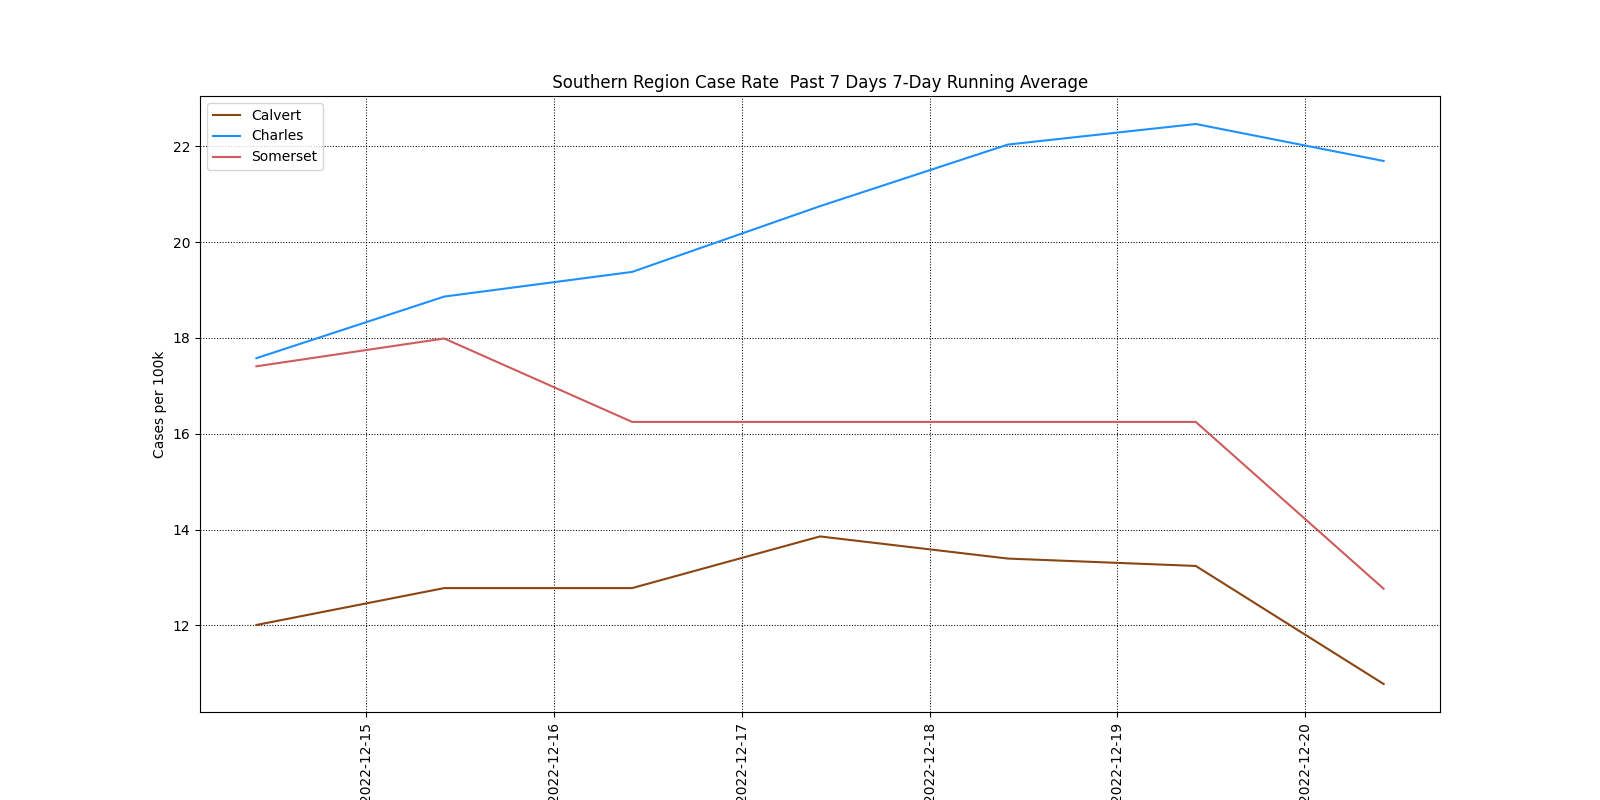 Southern Region Case Rate  Past 7 Days 7-Day Running Average
Calvert
Charles
Somerset
Cases per 100k
22
20
18
16
14
12
2022-12-15
2022-12-16
2022-12-17
2022-12-18
2022-12-19
2022-12-20